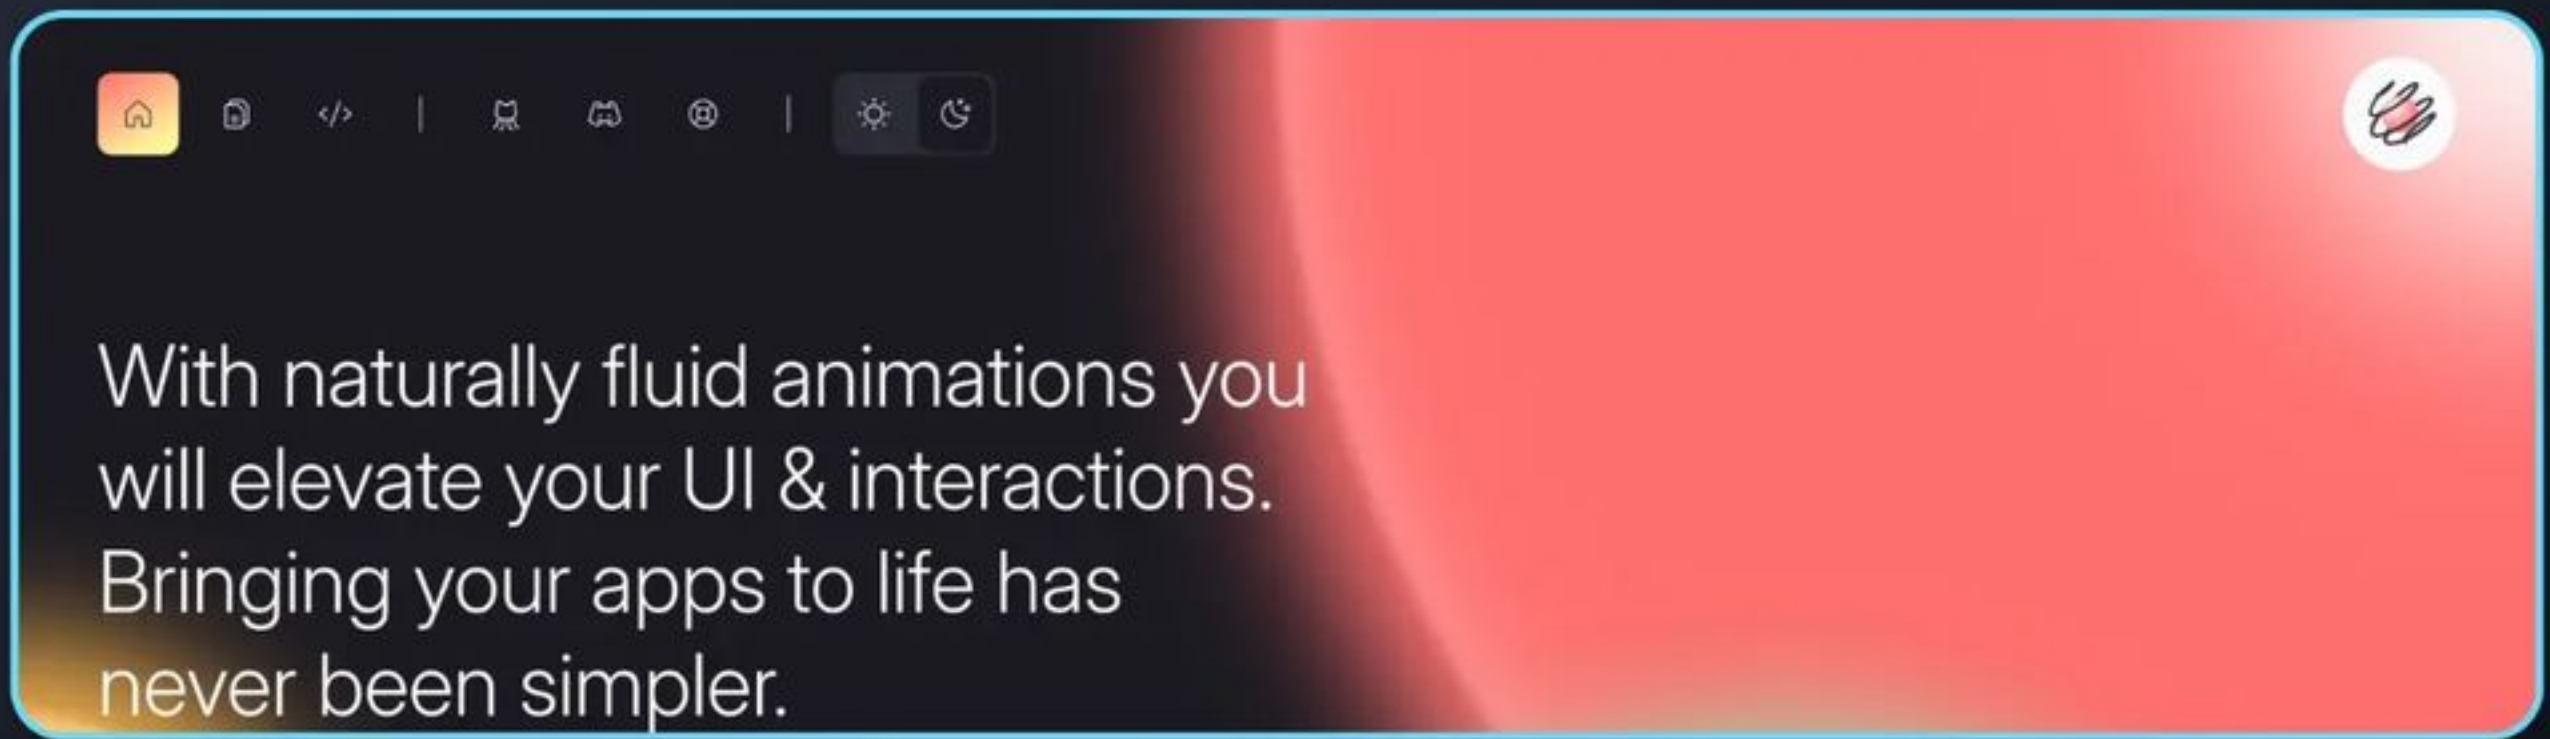 With naturally fluid animations you
will elevate your UI & interactions.
Bringing your apps to life has
never been simpler.